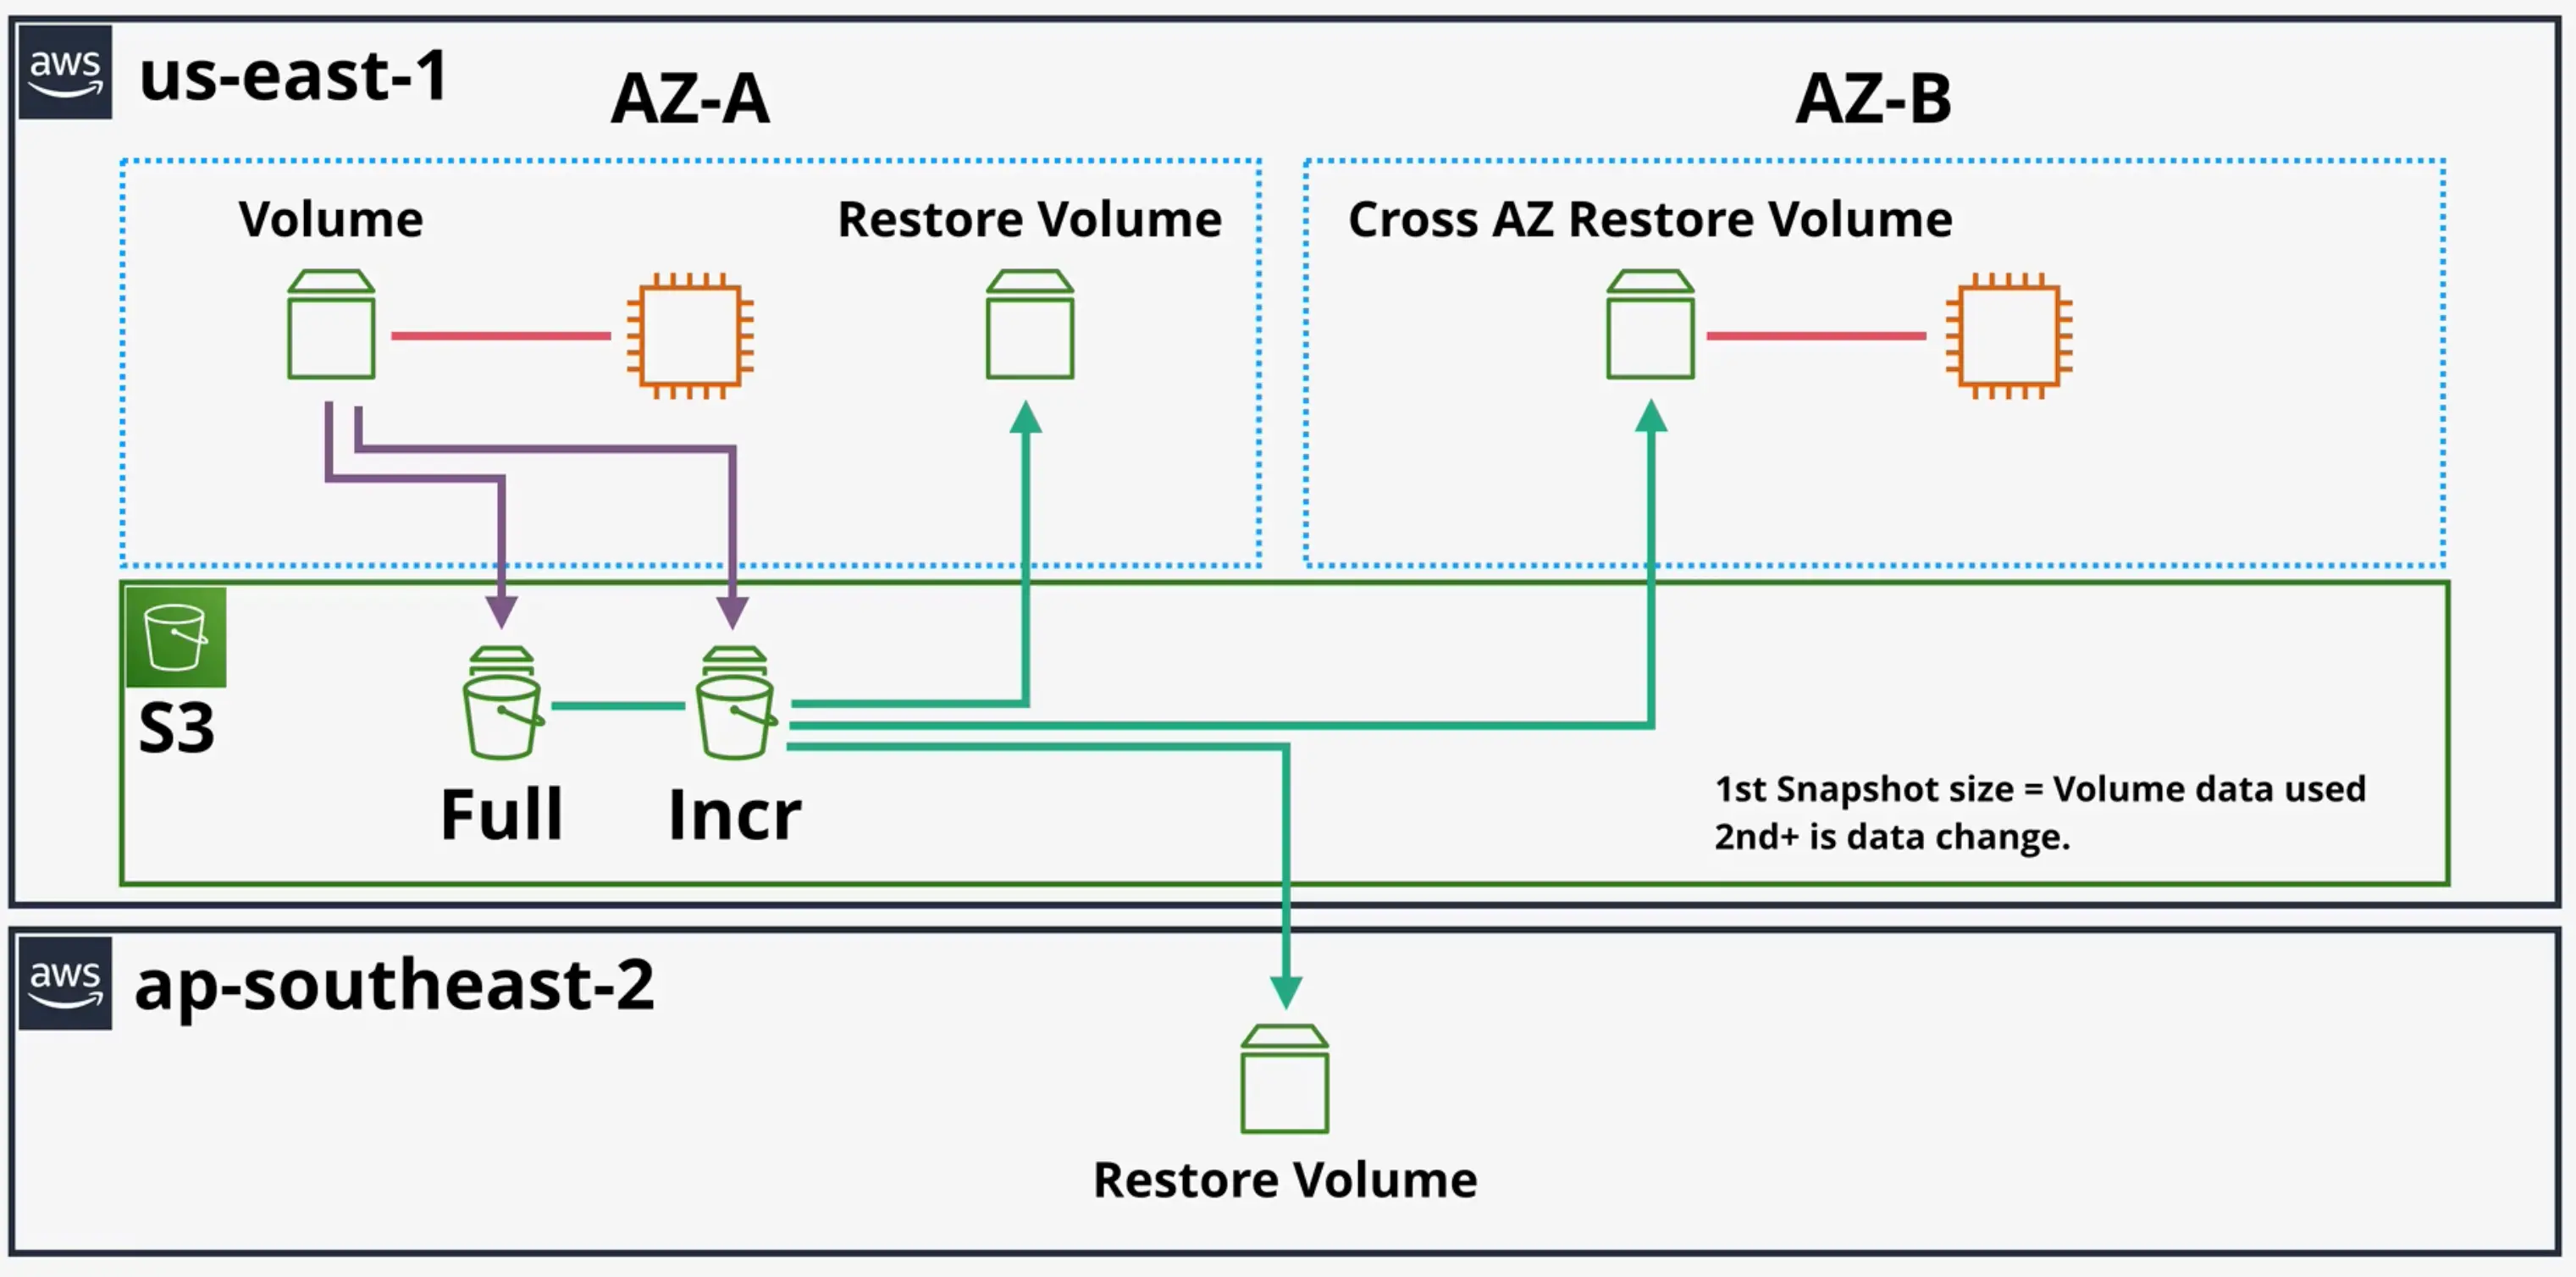 aws
us-east-1
AZ-A
AZ-B
Volume
Restore Volume
Cross AZ Restore Volume
S3
Full
Incr
1st Snapshot size = Volume data used
2nd+ is data change.
aws
ap-southeast-2
Restore Volume